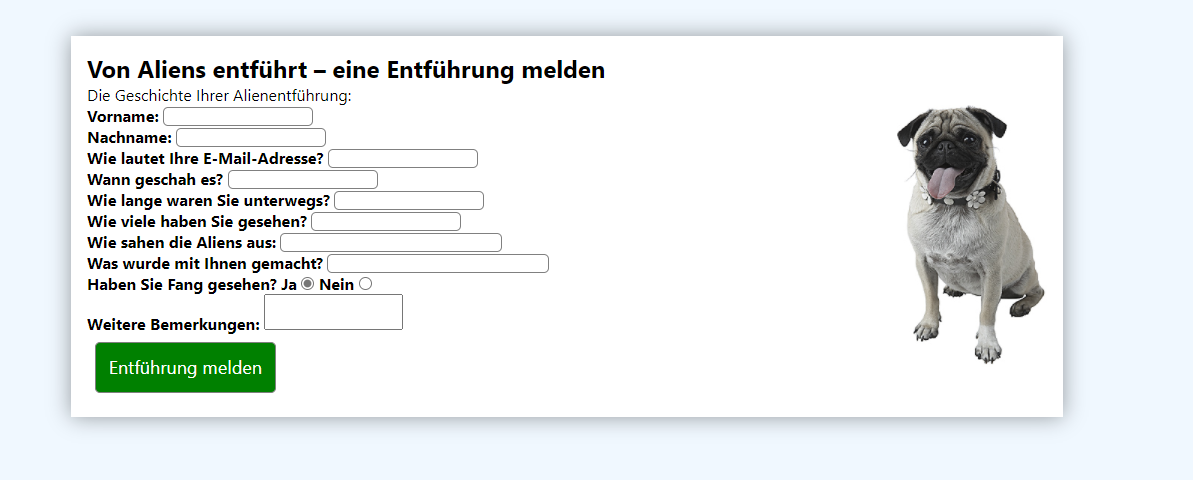 Von Aliens entführt – eine Entführung melden
Die Geschichte Ihrer Alienentführung:
Vorname:
Nachname:
Wie lautet Ihre E-Mail-Adresse?
Wann geschah es?
Wie lange waren Sie unterwegs?
Wie viele haben Sie gesehen?
Wie sahen die Aliens aus:
Was wurde mit Ihnen gemacht?
Haben Sie Fang gesehen? Ja Nein
Weitere Bemerkungen:
Entführung melden